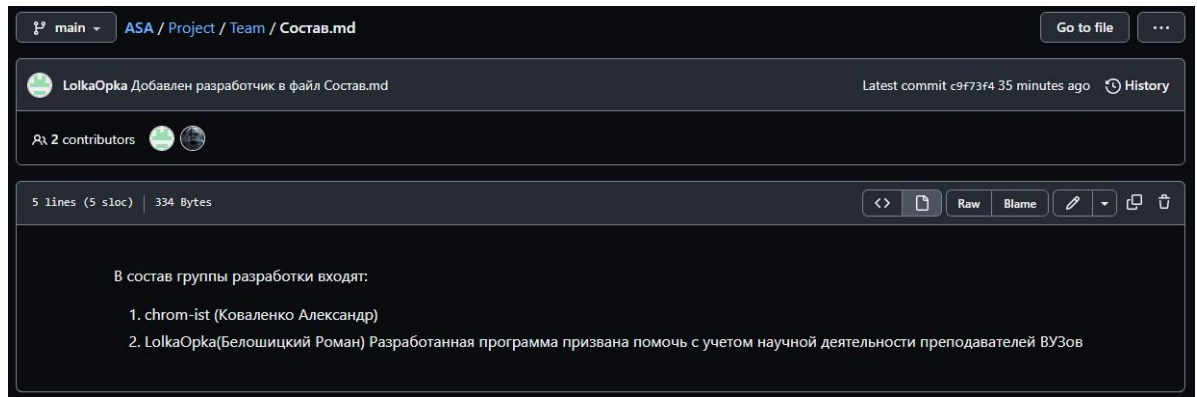 main ASA / Project / Team / Состав.md Go to file ...
LolkaOpka Добавлен разработчик в файл Состав.md Latest commit c9f73f4 35 minutes ago History
2 contributors
5 lines (5 sloc) | 334 Bytes <> Raw Blame
В состав группы разработки входят:
1. chrom-ist (Коваленко Александр)
2. LolkaOpka(Белошицкий Роман) Разработанная программа призвана помочь с учетом научной деятельности преподавателей ВУЗов